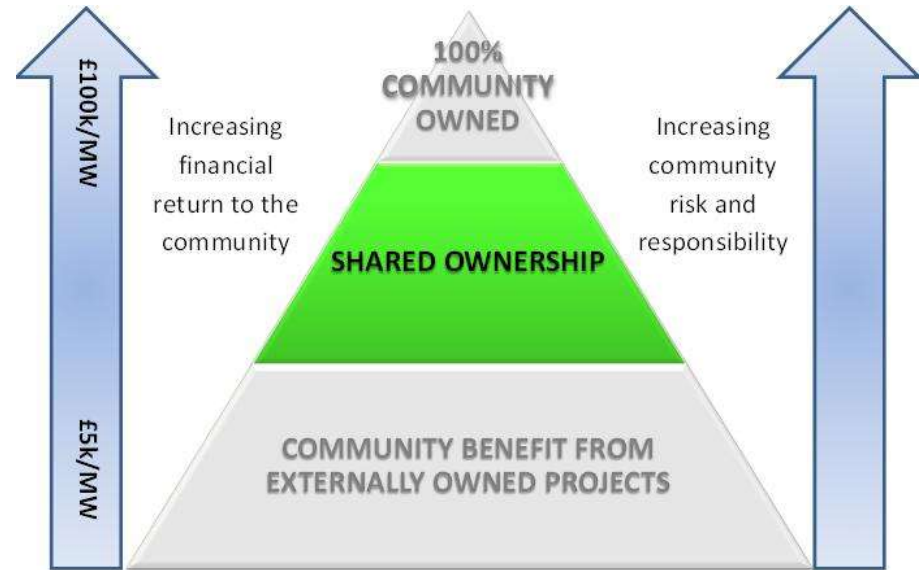 £100k/MW
£5k/MW
Increasing
financial
return to the
community
100%
COMMUNITY
OWNED
SHARED OWNERSHIP
COMMUNITY BENEFIT FROM
EXTERNALLY OWNED PROJECTS
Increasing
community
risk and
responsibility